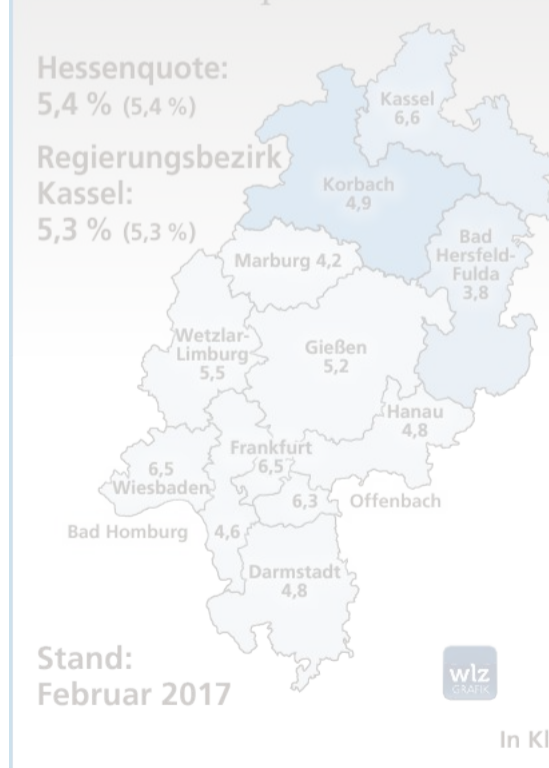 Hessenquote:
5,4 % (5,4 %)
Regierungsbezirk
Kassel:
5,3 % (5,3 %)
Kassel
6,6
Korbach
4,9
Bad
Hersfeld-
Fulda
3,8
Marburg 4,2
Wetzlar-
Limburg
5,5
Gießen
5,2
Hanau
4,8
Frankfurt
6,5
6,5
Wiesbaden
6,3
Offenbach
Bad Homburg
4,6
Darmstadt
4,8
Stand:
Februar 2017
wlz
GRAFIK
In